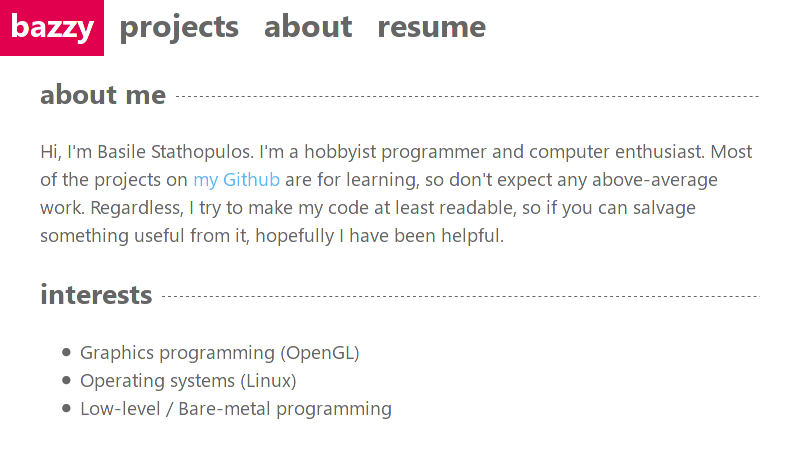 bazzy projects about resume
about me
Hi, I'm Basile Stathopulos. I'm a hobbyist programmer and computer enthusiast. Most
of the projects on my Github are for learning, so don't expect any above-average
work. Regardless, I try to make my code at least readable, so if you can salvage
something useful from it, hopefully I have been helpful.
interests
• Graphics programming (OpenGL)
• Operating systems (Linux)
• Low-level / Bare-metal programming